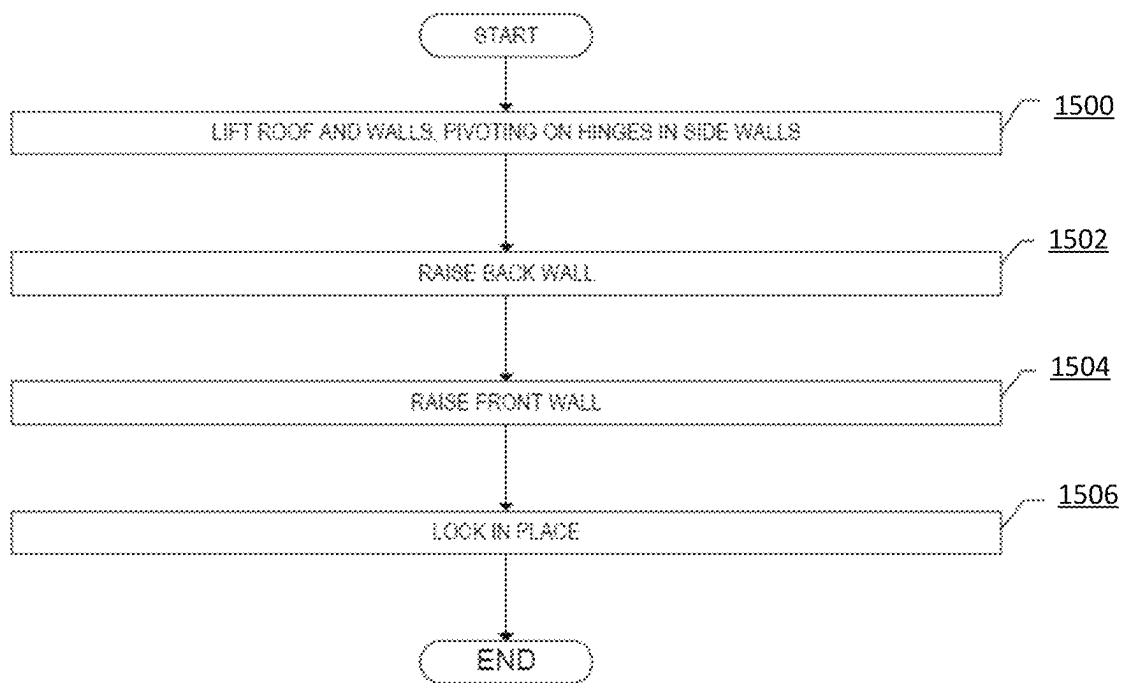 START
1500
LIFT ROOF AND WALLS, PIVOTING ON HINGES IN SIDE WALLS
1502
RAISE BACK WALL
1504
RAISE FRONT WALL
1506
LOCK IN PLACE
END